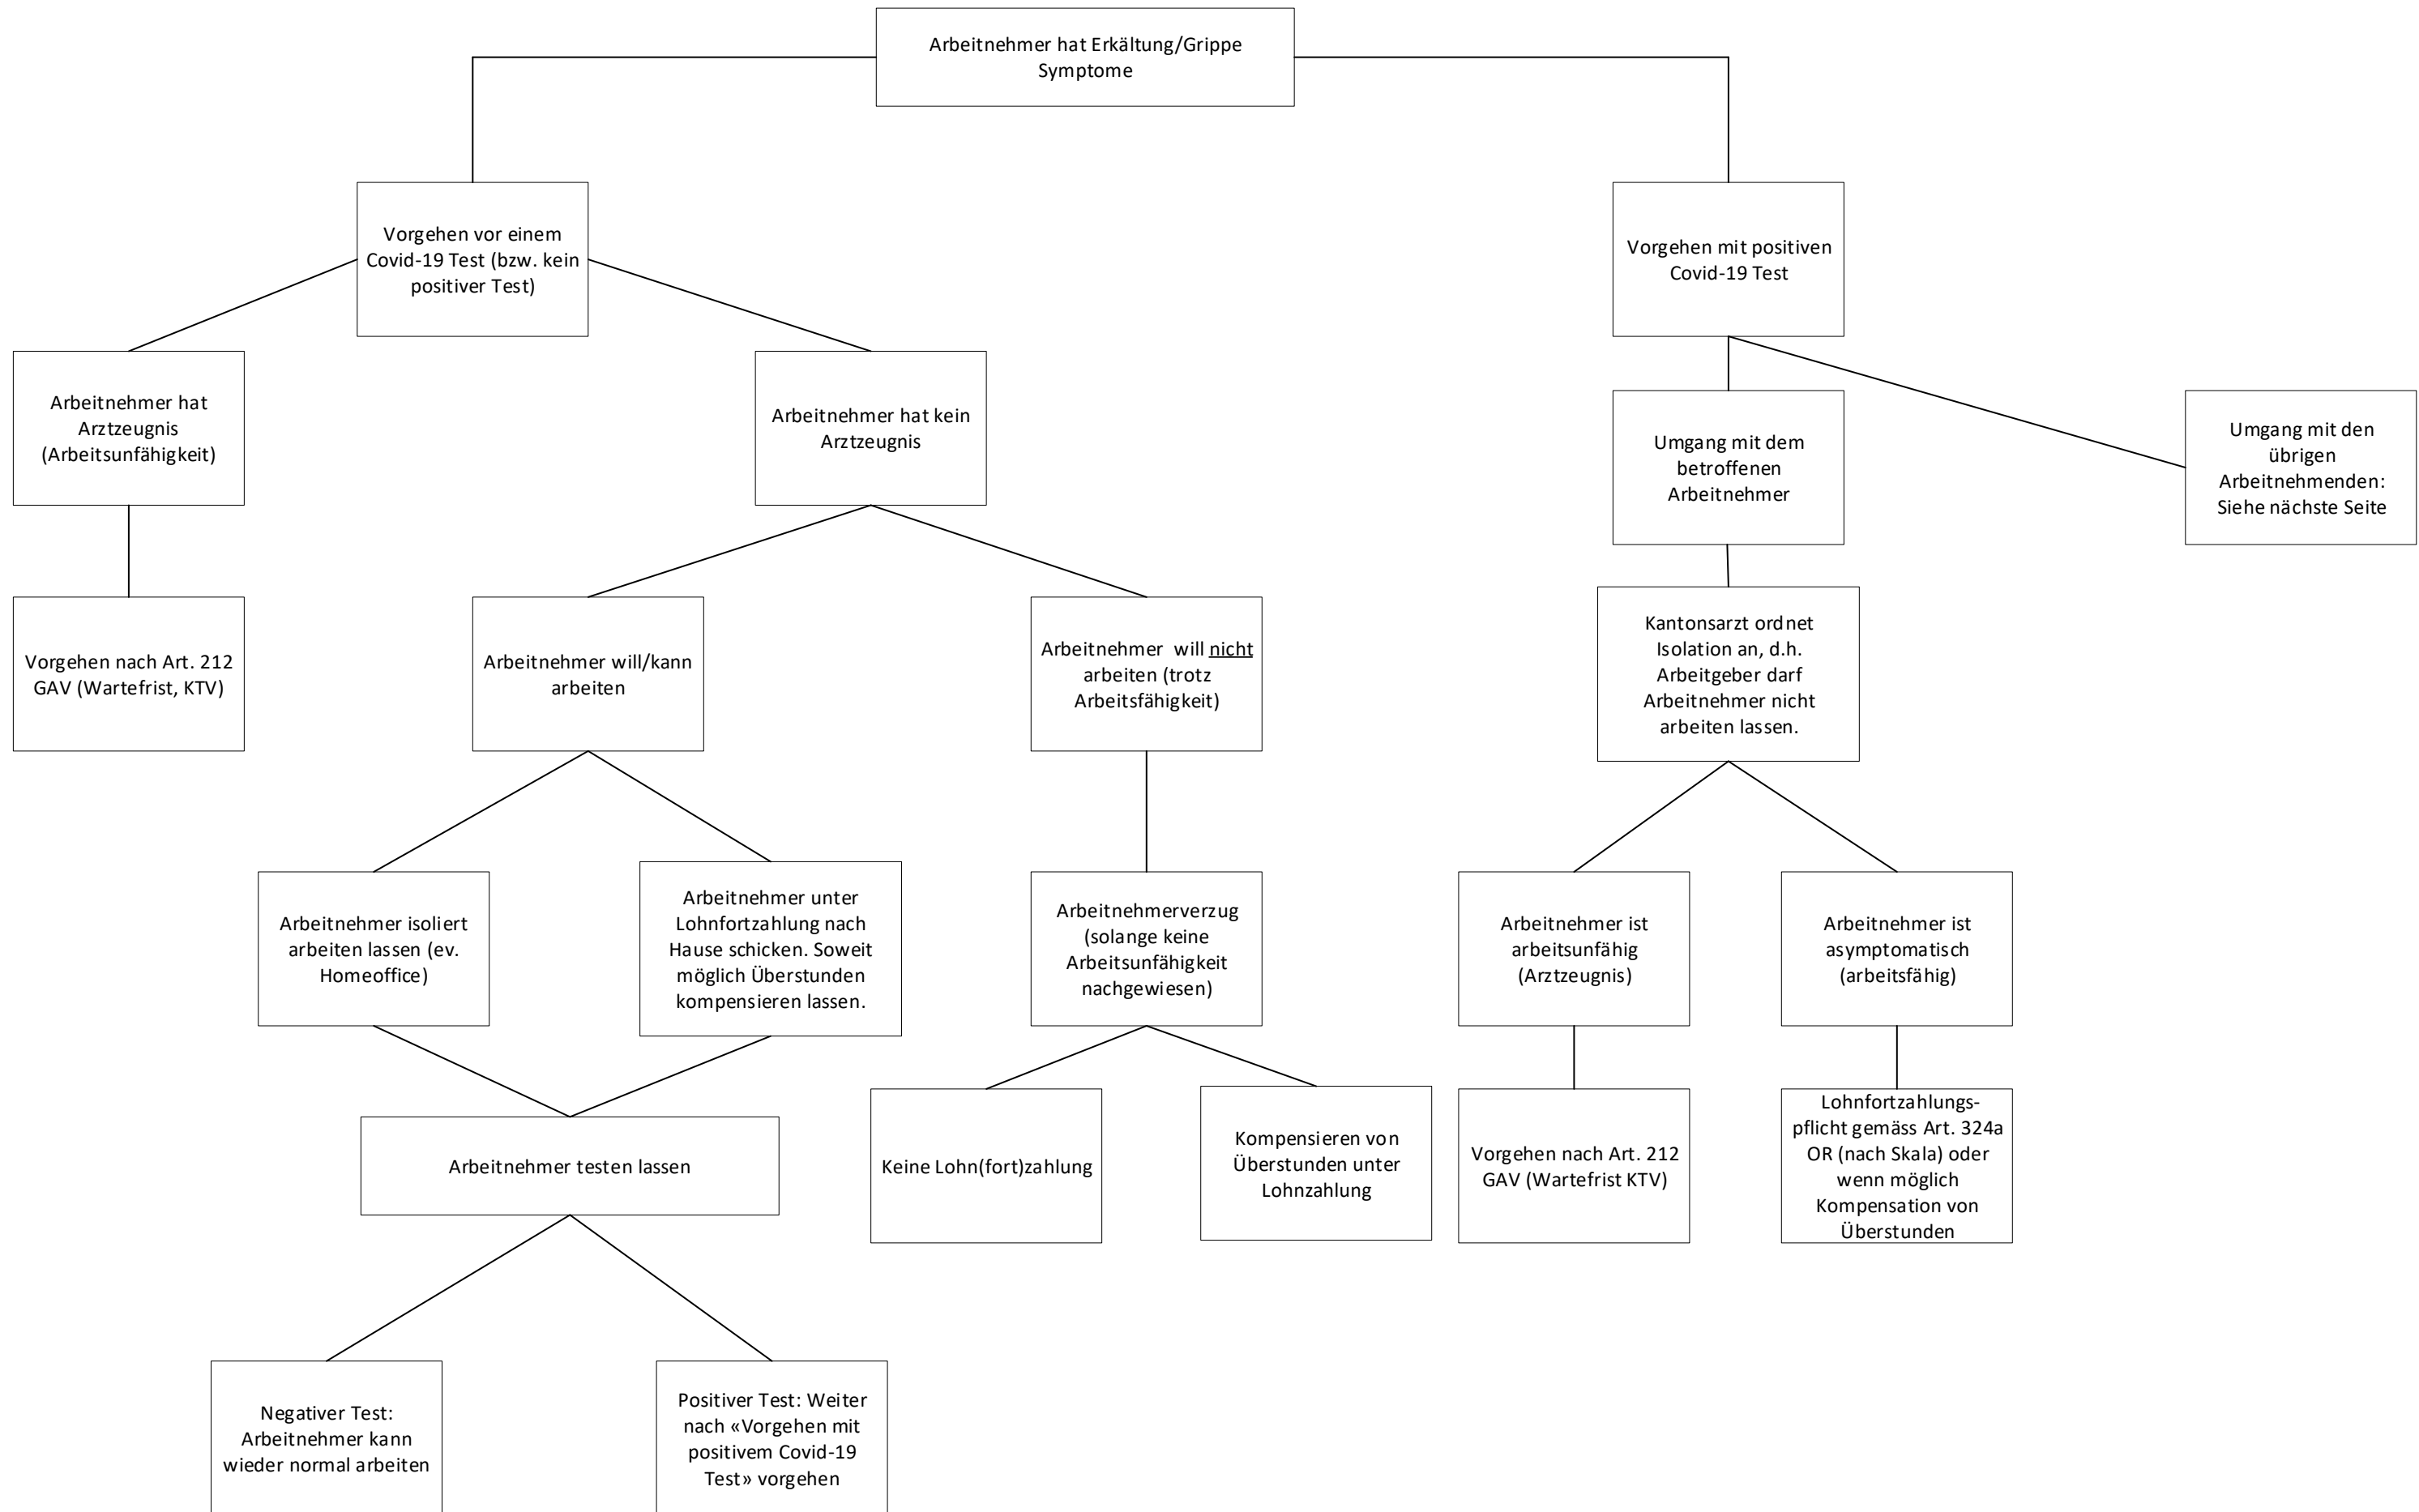 Arbeitnehmer hat Erkältung/Grippe
Symptome
Vorgehen vor einem
Covid-19 Test (bzw. kein
positiver Test)
Vorgehen mit positiven
Covid-19 Test
Arbeitnehmer hat
Arztzeugnis
(Arbeitsunfähigkeit)
Arbeitnehmer hat kein
Arztzeugnis
Umgang mit dem
betroffenen
Arbeitnehmer
Umgang mit den
übrigen
Arbeitnehmenden:
Siehe nächste Seite
Vorgehen nach Art. 212
GAV (Wartefrist, KTV)
Arbeitnehmer will/kann
arbeiten
Arbeitnehmer will nicht
arbeiten (trotz
Arbeitsfähigkeit)
Kantonsarzt ordnet
Isolation an, d.h.
Arbeitgeber darf
Arbeitnehmer nicht
arbeiten lassen.
Arbeitnehmer isoliert
arbeiten lassen (ev.
Homeoffice)
Arbeitnehmer unter
Lohnfortzahlung nach
Hause schicken. Soweit
möglich Überstunden
kompensieren lassen.
Arbeitnehmerverzug
(solange keine
Arbeitsunfähigkeit
nachgewiesen)
Arbeitnehmer ist
arbeitsunfähig
(Arztzeugnis)
Arbeitnehmer ist
asymptomatisch
(arbeitsfähig)
Arbeitnehmer testen lassen
Keine Lohn(fort)zahlung
Kompensieren von
Überstunden unter
Lohnzahlung
Vorgehen nach Art. 212
GAV (Wartefrist KTV)
Lohnfortzahlungs-
pflicht gemäss Art. 324a
OR (nach Skala) oder
wenn möglich
Kompensation von
Überstunden
Negativer Test:
Arbeitnehmer kann
wieder normal arbeiten
Positiver Test: Weiter
nach «Vorgehen mit
positivem Covid-19
Test» vorgehen